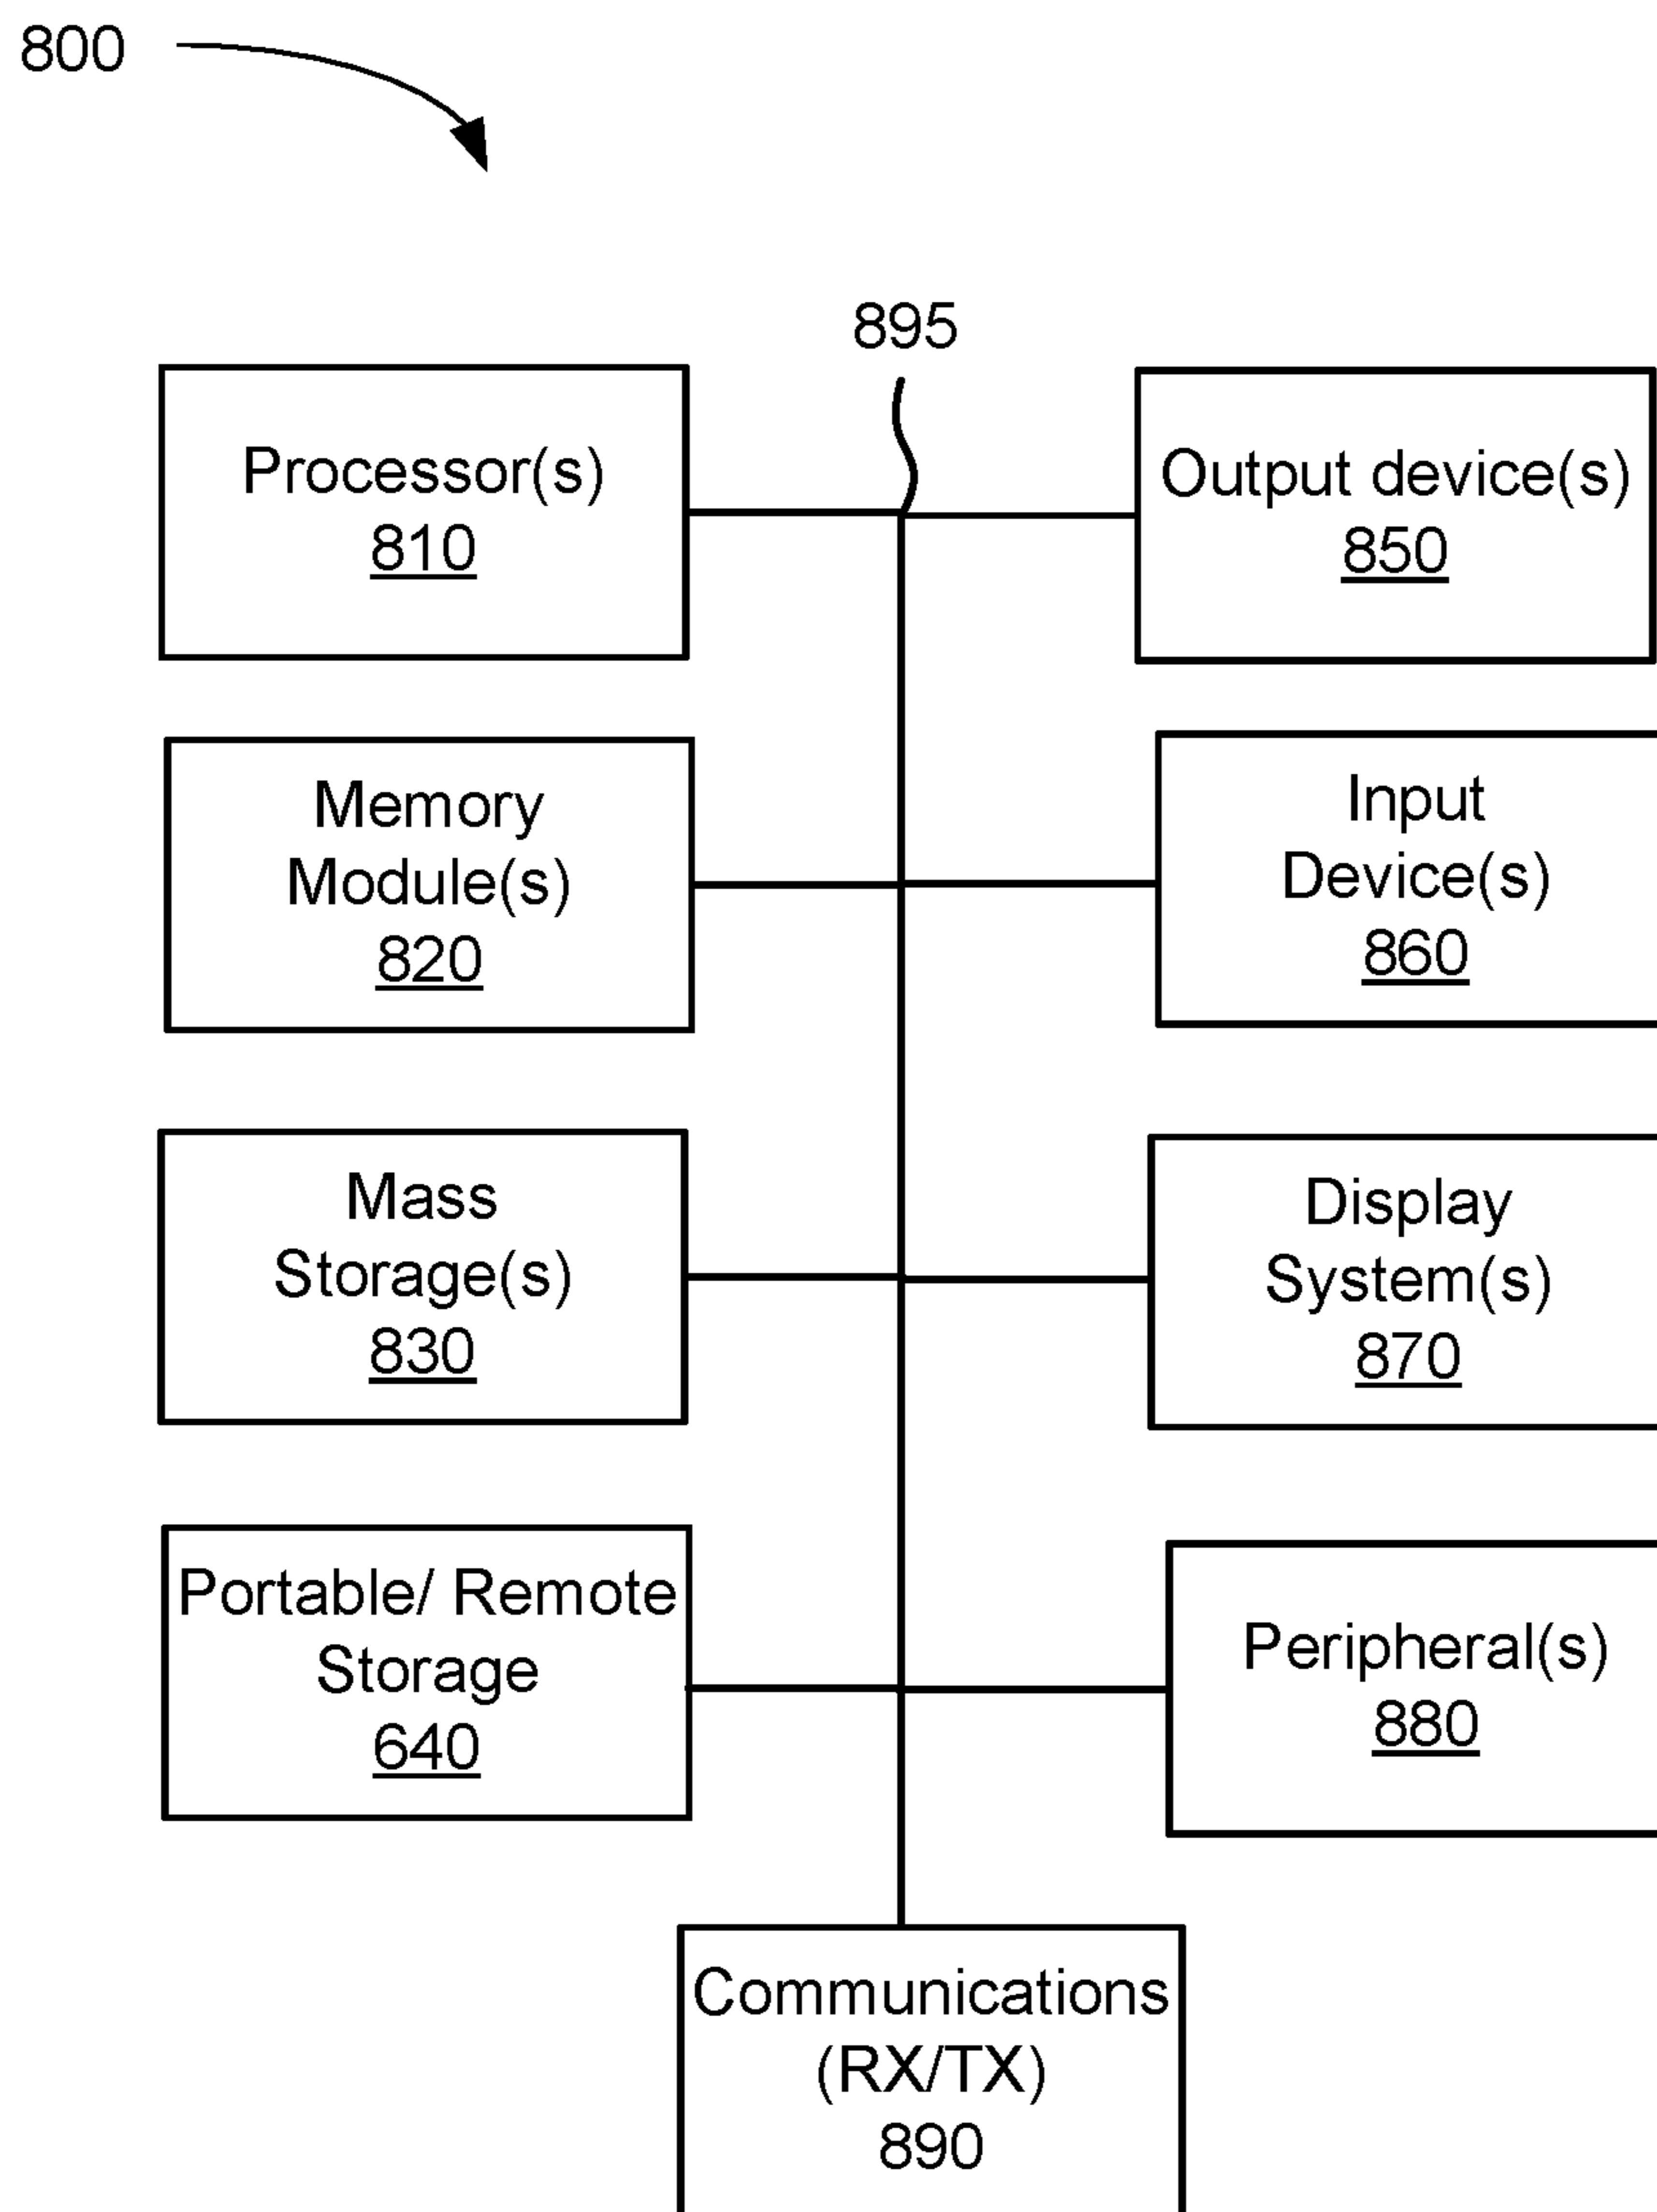 800
895
Processor(s)
810
Output device(s)
850
Memory
Module(s)
820
Input
Device(s)
860
Mass
Storage(s)
830
Display
System(s)
870
Portable/ Remote
Storage
640
Peripheral(s)
880
Communications
(RX/TX)
890